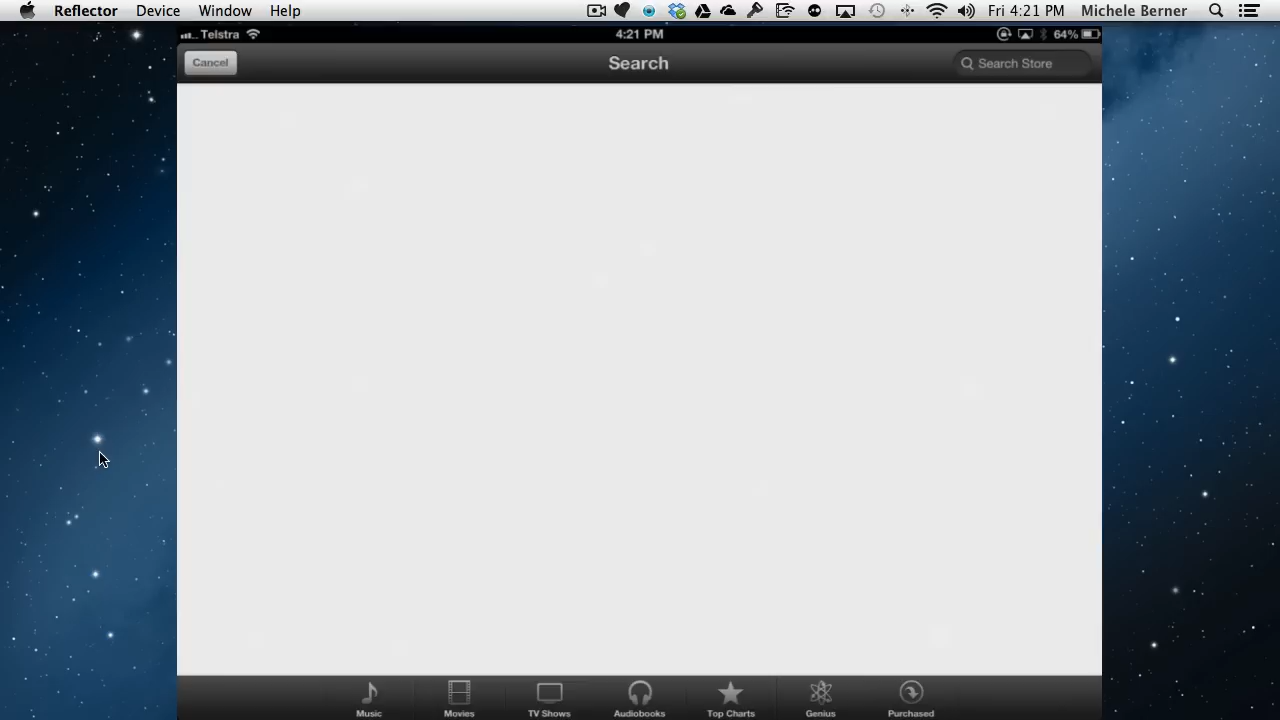 Reflector Device Window Help Fri 4:21 PM Michele Berner
Telstra 4:21 PM 64%
Cancel Search Search Store
Music Movies TV Shows Audiobooks Top Charts Genius Purchased